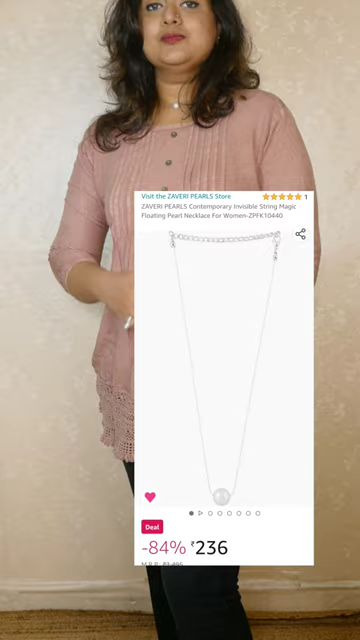 Visit the ZAVERI PEARLS Store 1
ZAVERI PEARLS Contemporary Invisible String Magic
Floating Pearl Necklace For Women-ZPFK10440
Deal
-84% ₹236
M.R.P.